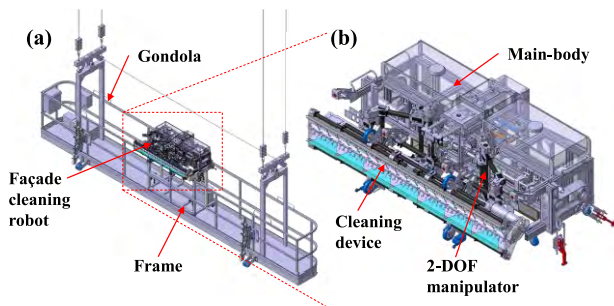 (a)
Gondola
Façade
cleaning
robot
Frame
(b)
Main-body
Cleaning
device
2-DOF
manipulator